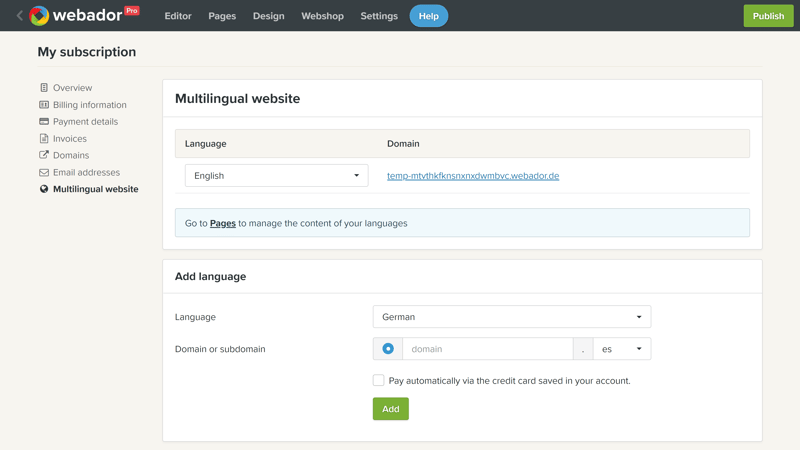 webador Pro Editor Pages Design Webshop Settings Help Publish
My subscription
Overview
Billing information
Payment details
Invoices
Domains
Email addresses
Multilingual website
Multilingual website
Language Domain
English temp-mtvthkfknsnxnxdwmbvc.webador.de
Go to Pages to manage the content of your languages
Add language
Language German
Domain or subdomain domain . es
Pay automatically via the credit card saved in your account.
Add